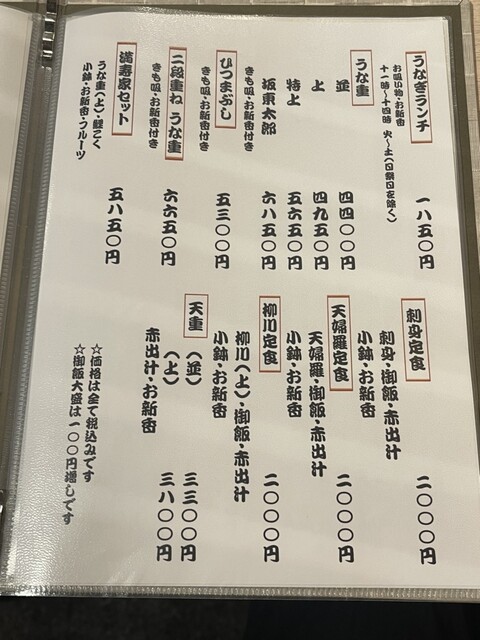 うなぎランチ 一八五〇円
お吸い物・お新香
十一時～十四時 火～土(日祭日を除く)
うな重
並 四四〇〇円
上 四九五〇円
特上 五六五〇円
坂東太郎 六八五〇円
きも吸・お新香付き
ひつまぶし 五三〇〇円
きも吸・お新香付き
二段重ね うな重 六六五〇円
きも吸・お新香付き
満寿家セット 五八五〇円
うな重(上)・鯉こく
小鉢・お新香・フルーツ
刺身定食 二〇〇〇円
刺身・御飯・赤出汁
小鉢・お新香
天婦羅定食 二〇〇〇円
天婦羅・御飯・赤出汁
小鉢・お新香
柳川定食 二〇〇〇円
柳川(上)・御飯・赤出汁
小鉢・お新香
天重
(並) 三三〇〇円
(上) 三八〇〇円
赤出汁・お新香
☆価格は全て税込みです
☆御飯大盛は一〇〇円増しです